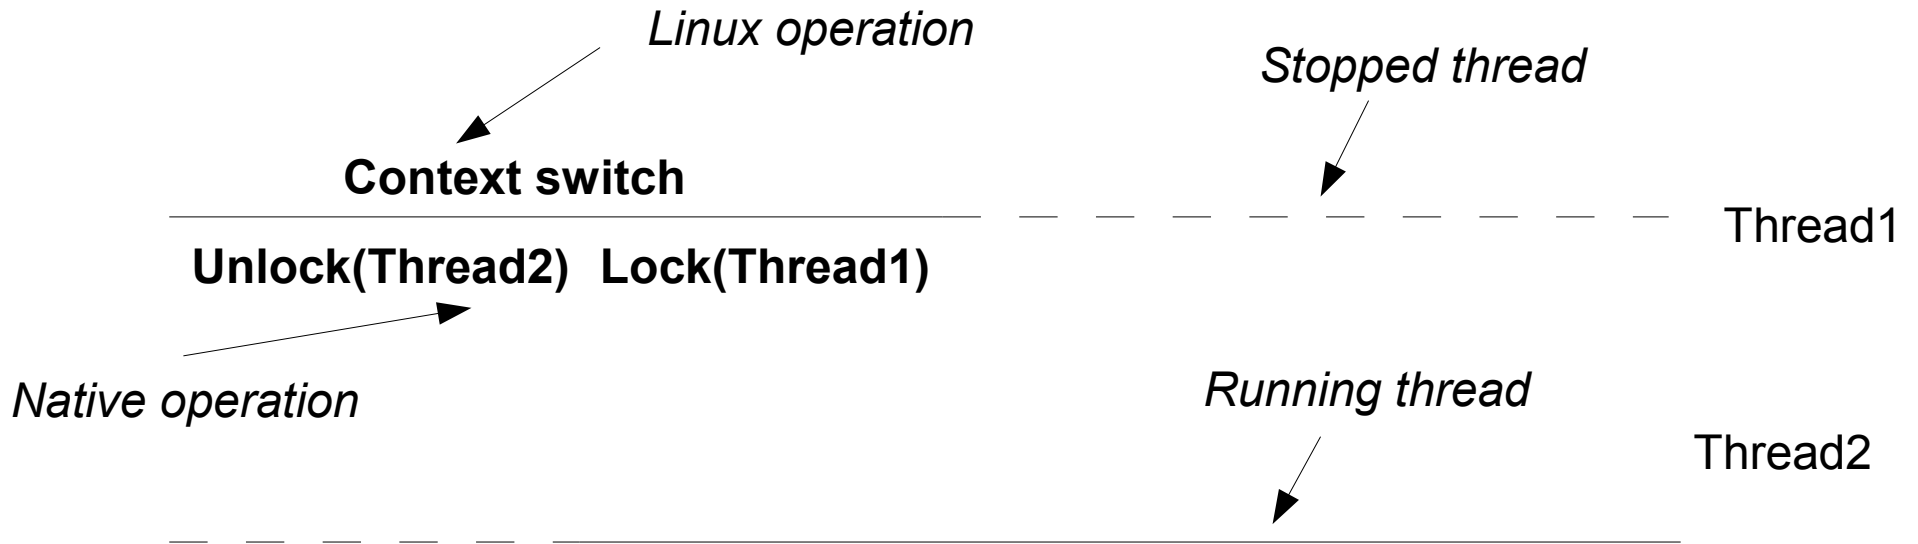 Linux operation
Stopped thread
Context switch
Thread1
Unlock(Thread2) Lock(Thread1)
Native operation
Running thread
Thread2